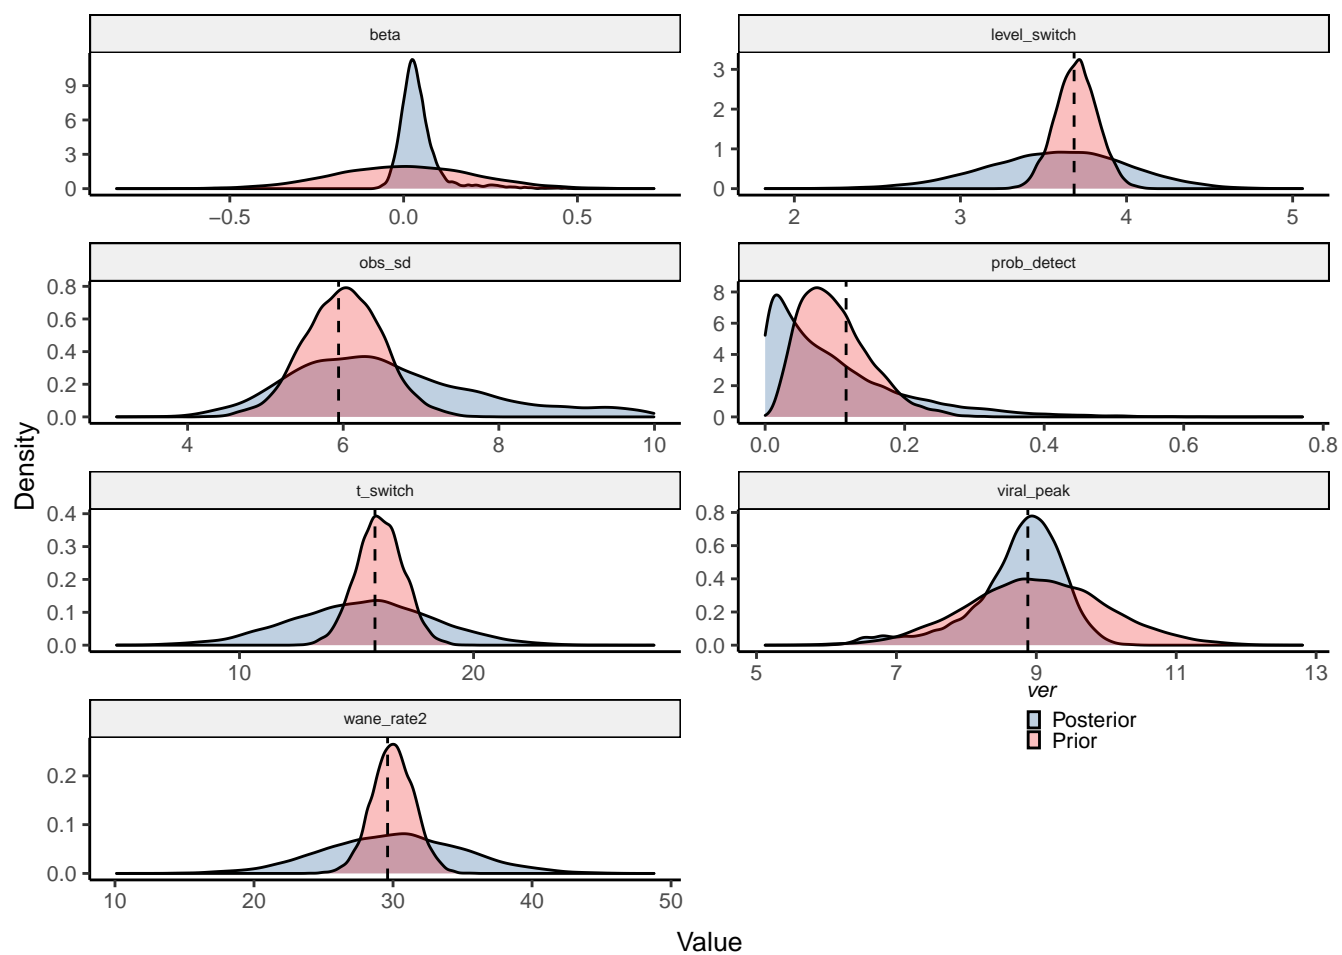 beta
9
6
3
0
−0.5 0.0 0.5
level_switch
3
2
1
0
2 3 4 5
obs_sd
0.8
0.6
0.4
0.2
0.0
4 6 8 10
prob_detect
8
6
4
2
0
0.0 0.2 0.4 0.6 0.8
Density
t_switch
0.4
0.3
0.2
0.1
0.0
10 20
viral_peak
0.8
0.6
0.4
0.2
0.0
5 7 9 11 13
ver
Posterior
Prior
wane_rate2
0.2
0.1
0.0
10 20 30 40 50
Value